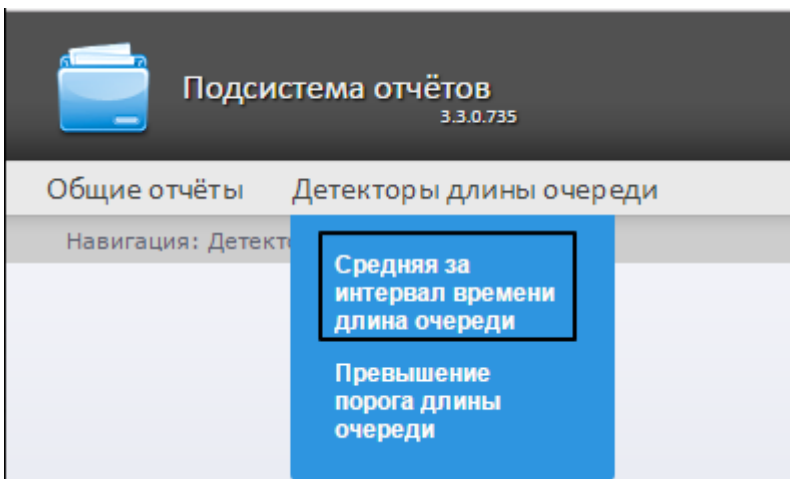 Подсистема отчётов
3.3.0.735
Общие отчёты Детекторы длины очереди
Навигация: Детект
Средняя за
интервал времени
длина очереди
Превышение
порога длины
очереди